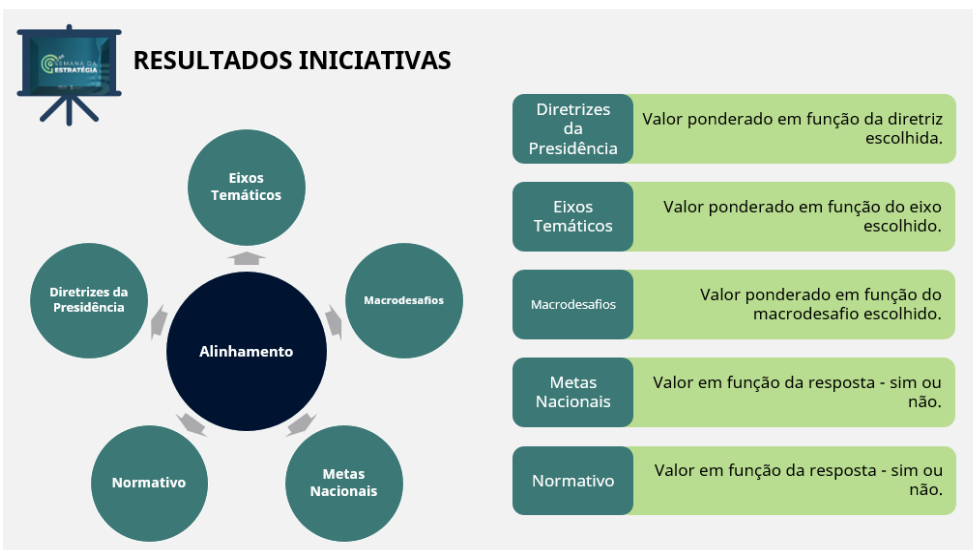 SEMANA DA
ESTRATÉGIA
RESULTADOS INICIATIVAS
Eixos
Temáticos
Diretrizes da
Presidência
Macrodesafios
Alinhamento
Normativo
Metas
Nacionais
Diretrizes
da
Presidência
Valor ponderado em função da diretriz
escolhida.
Eixos
Temáticos
Valor ponderado em função do eixo
escolhido.
Macrodesafios
Valor ponderado em função do
macrodesafio escolhido.
Metas
Nacionais
Valor em função da resposta - sim ou
não.
Normativo
Valor em função da resposta - sim ou
não.